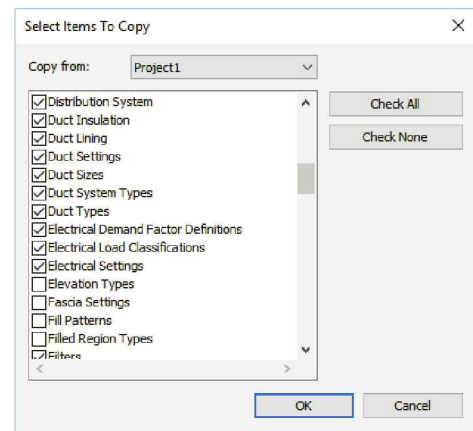 Select Items To Copy
Copy from: Project1
Distribution System
Duct Insulation
Duct Lining
Duct Settings
Duct Sizes
Duct System Types
Duct Types
Electrical Demand Factor Definitions
Electrical Load Classifications
Electrical Settings
Elevation Types
Fascia Settings
Fill Patterns
Filled Region Types
Filters
Check All
Check None
OK
Cancel